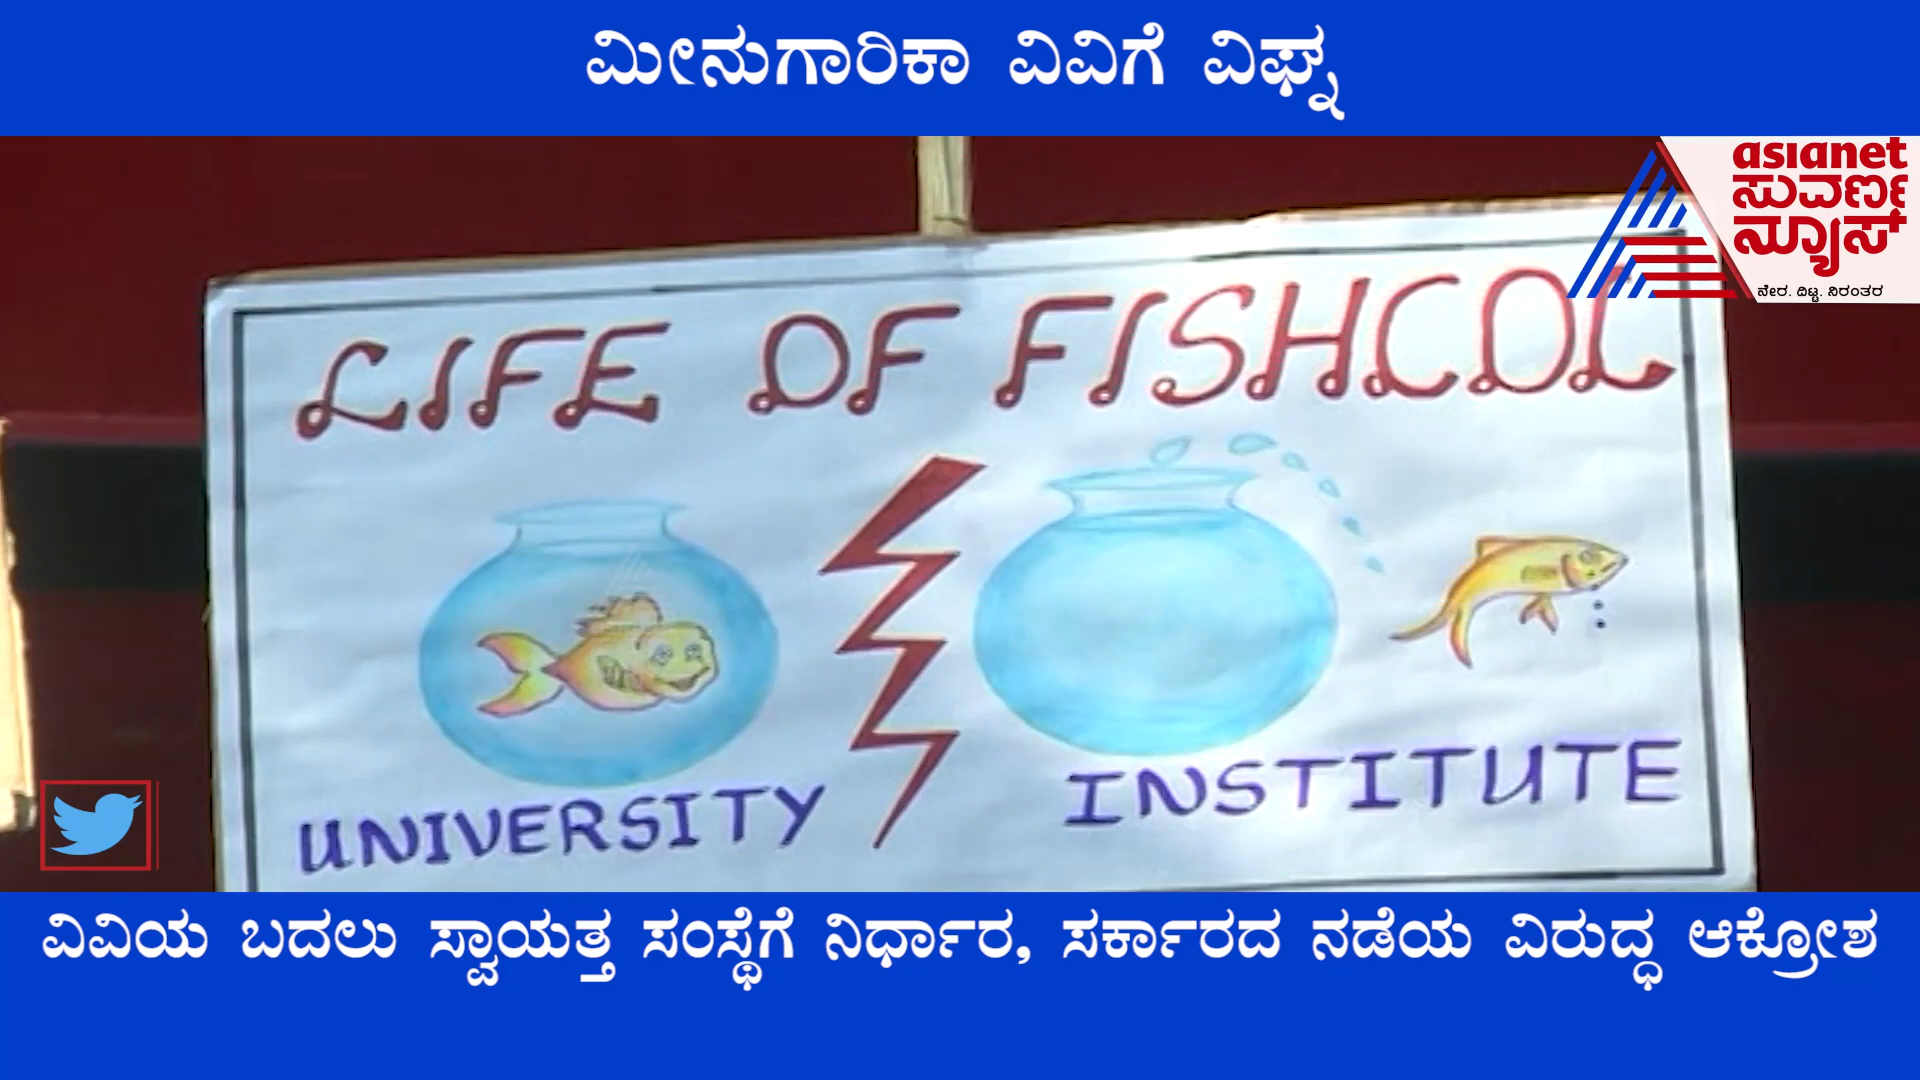 ಮೀನುಗಾರಿಕಾ ವಿವಿಗೆ ವಿಘ್ನ
asianet
ಸುವರ್ಣ
ನ್ಯೂಸ್
ನೇರ. ದಿಟ್ಟ. ನಿರಂತರ
LIFE OF FISHCOL
UNIVERSITY
INSTITUTE
ವಿವಿಯ ಬದಲು ಸ್ವಾಯತ್ತ ಸಂಸ್ಥೆಗೆ ನಿರ್ಧಾರ, ಸರ್ಕಾರದ ನಡೆಯ ವಿರುದ್ಧ ಆಕ್ರೋಶ